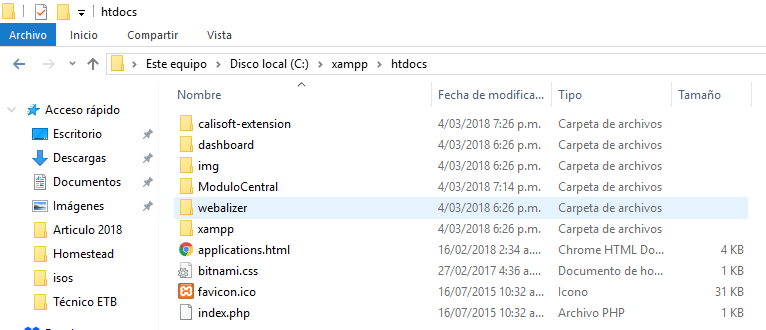 htdocs
Archivo Inicio Compartir Vista
Este equipo > Disco local (C:) > xampp > htdocs
Nombre Fecha de modifica... Tipo Tamaño
Acceso rápido
Escritorio
Descargas
Documentos
Imágenes
Articulo 2018
Homestead
isos
Técnico ETB
calisoft-extension 4/03/2018 7:26 p.m. Carpeta de archivos
dashboard 4/03/2018 6:26 p.m. Carpeta de archivos
img 4/03/2018 6:26 p.m. Carpeta de archivos
ModuloCentral 4/03/2018 7:14 p.m. Carpeta de archivos
webalizer 4/03/2018 6:26 p.m. Carpeta de archivos
xampp 4/03/2018 6:26 p.m. Carpeta de archivos
applications.html 16/02/2018 2:34 a.... Chrome HTML Do... 4 KB
bitnami.css 27/02/2017 4:36 a.... Documento de ho... 1 KB
favicon.ico 16/07/2015 10:32 a... Icono 31 KB
index.php 16/07/2015 10:32 a... Archivo PHP 1 KB